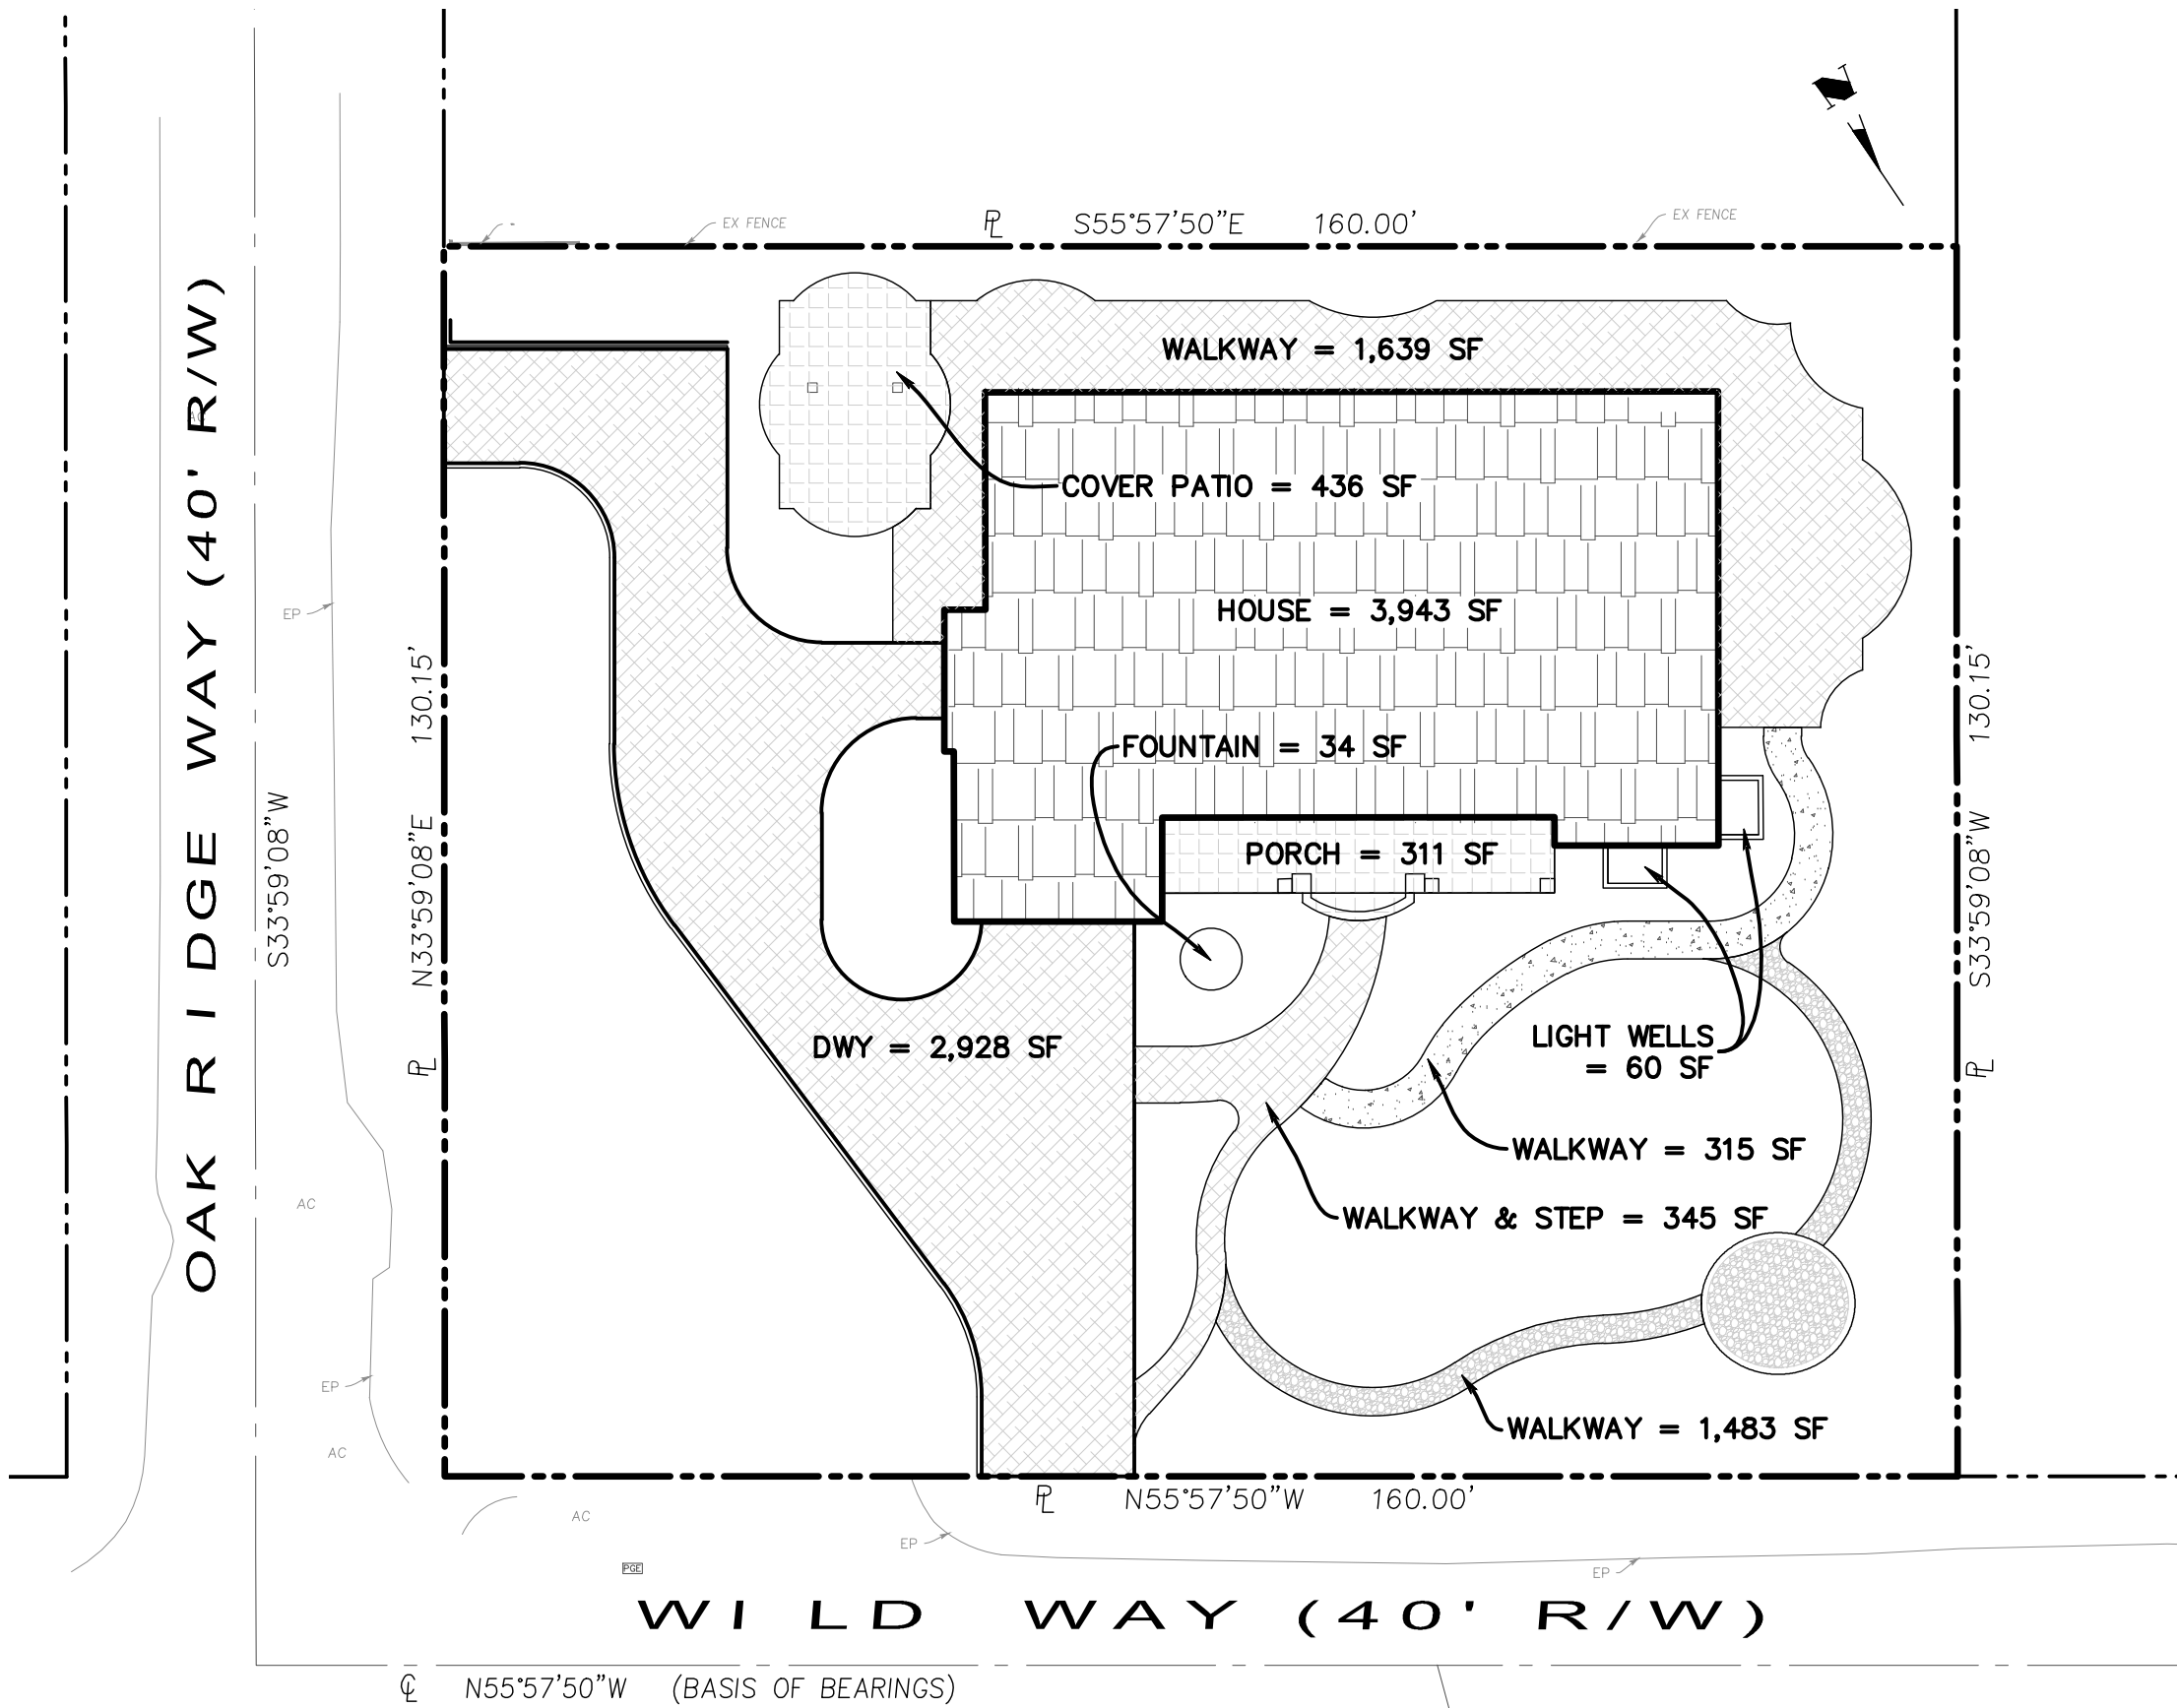 N
EX FENCE
℄ S55°57'50"E 160.00'
EX FENCE
WALKWAY = 1,639 SF
OAK RIDGE WAY (40' R/W)
AC
COVER PATIO = 436 SF
EP
HOUSE = 3,943 SF
S33°59'08"W
N33°59'08"E 130.15'
PL
S33°59'08"W 130.15'
PL
FOUNTAIN = 34 SF
PORCH = 311 SF
DWY = 2,928 SF
LIGHT WELLS
= 60 SF
WALKWAY = 315 SF
AC
WALKWAY & STEP = 345 SF
EP
WALKWAY = 1,483 SF
AC
PL N55°57'50"W 160.00'
AC
EP
PGE
EP
WILD WAY (40' R/W)
CL N55°57'50"W (BASIS OF BEARINGS)